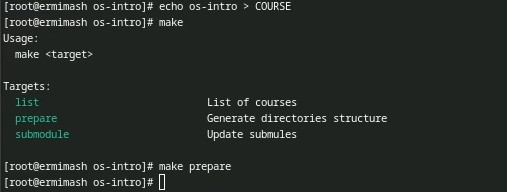 [root@ermimash os-intro]# echo os-intro > COURSE
[root@ermimash os-intro]# make
Usage:
  make <target>

Targets:
  list                          List of courses
  prepare                       Generate directories structure
  submodule                     Update submules

[root@ermimash os-intro]# make prepare
[root@ermimash os-intro]#